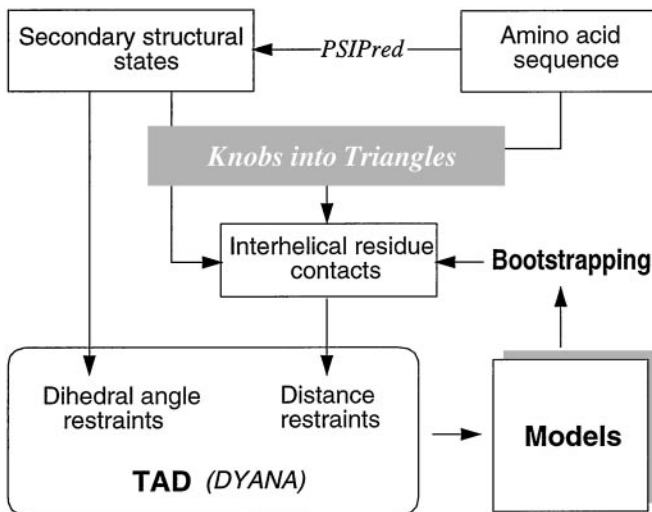 Secondary structural
states
PSIPred
Amino acid
sequence
Knobs into Triangles
Interhelical residue
contacts
Bootstrapping
Dihedral angle
restraints
Distance
restraints
TAD (DYANA)
Models